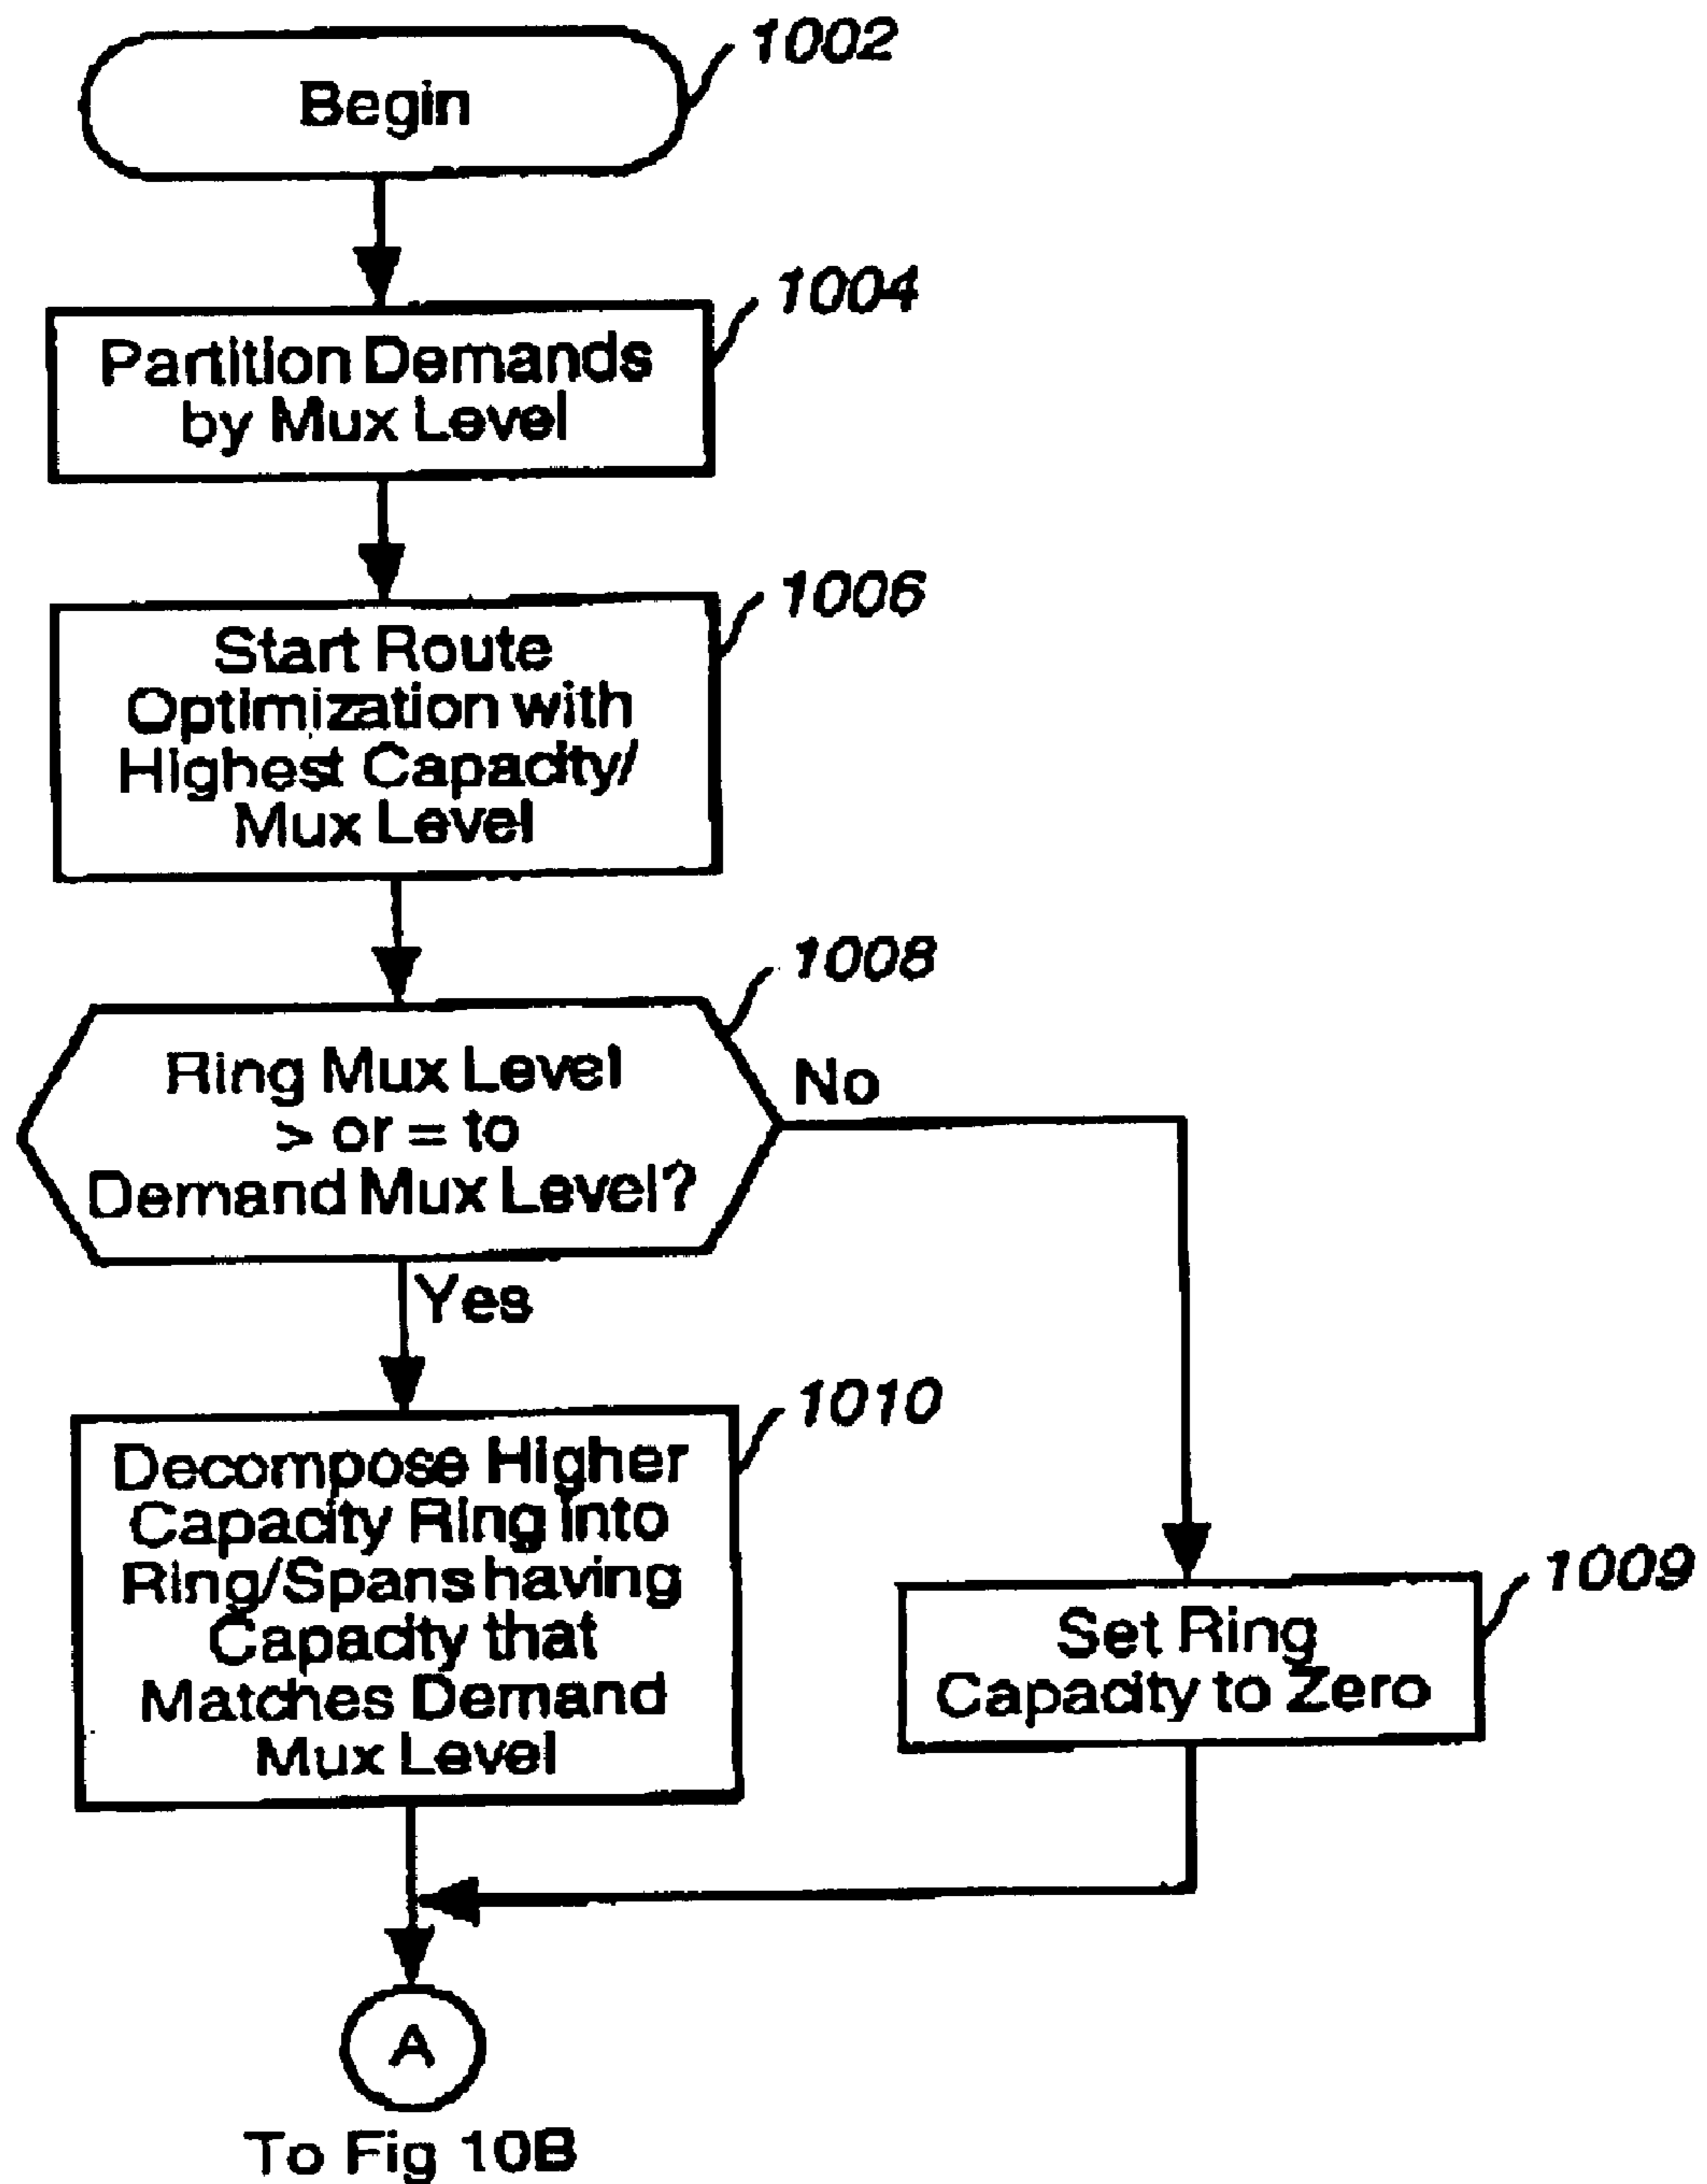 1002
Begin
1004
Partition Demands
by Mux Level
1006
Start Route
Optimization with
Highest Capacity/
Mux Level
1008
Ring Mux Level
> or = to
Demand Mux Level?
No
Yes
1010
Decompose Higher
Capacity Ring into
Ring/Spans having
Capacity that
Matches Demand
Mux Level
1009
Set Ring
Capacity to Zero
A
To Fig 10B